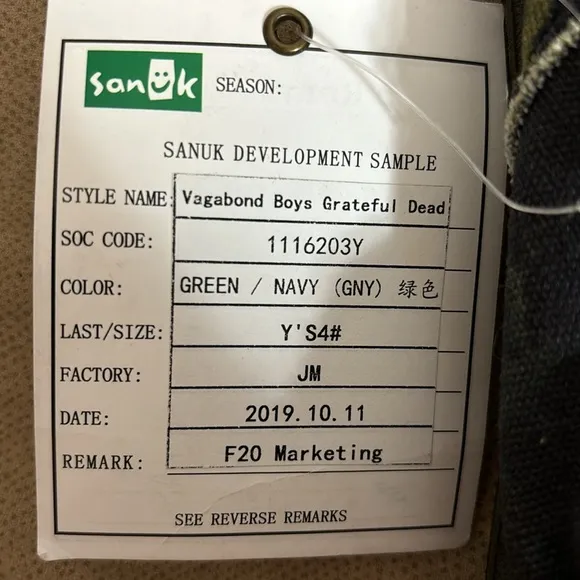 sanuk SEASON:
SANUK DEVELOPMENT SAMPLE
STYLE NAME: Vagabond Boys Grateful Dead
SOC CODE: 1116203Y
COLOR: GREEN / NAVY (GNY) 绿色
LAST/SIZE: Y'S4#
FACTORY: JM
DATE: 2019.10.11
REMARK: F20 Marketing
SEE REVERSE REMARKS